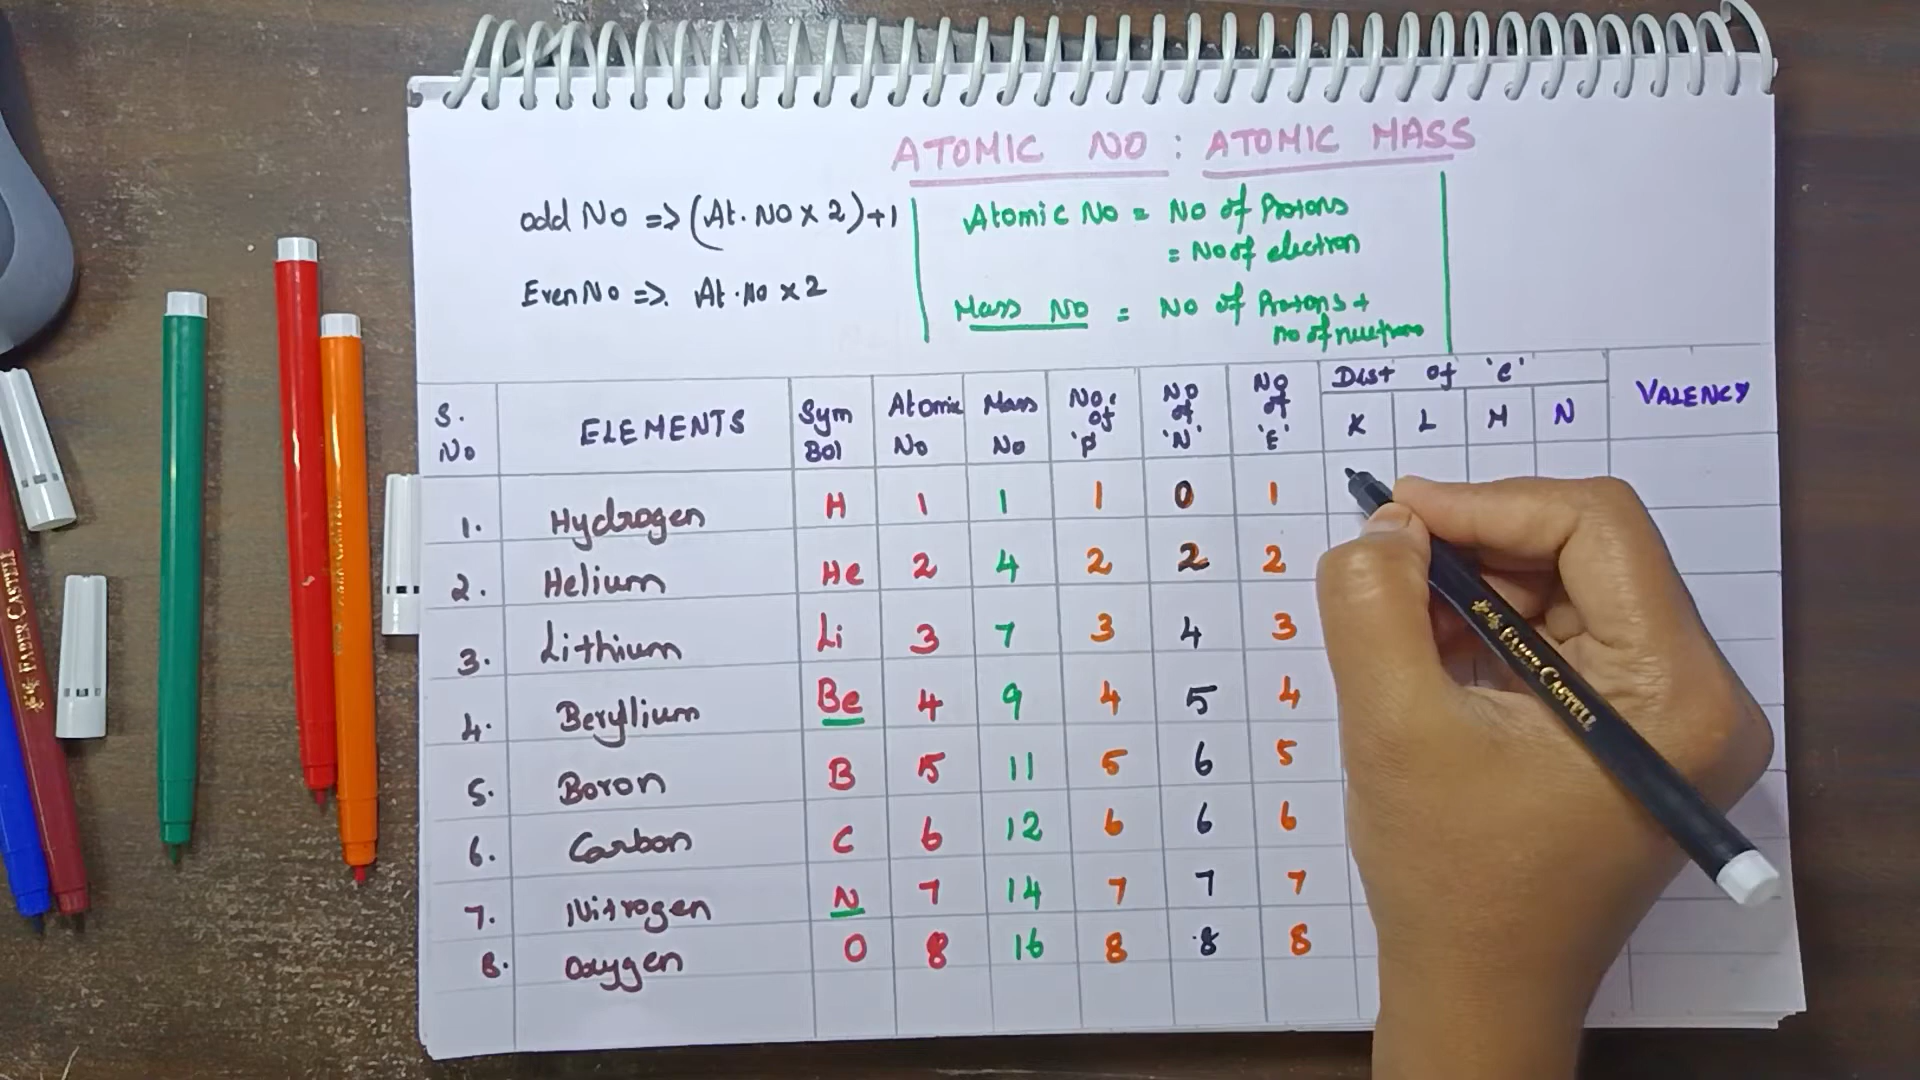 ATOMIC NO : ATOMIC MASS
odd No => (At. NO x 2)+1
Even No =>. At.No x 2
Atomic No = No of Protons
= No of electron
Mass No = No of Protons +
no of neutrons
S. No ELEMENTS Sym Bol Atomic No Mass No No. of 'P' No of 'N' No of 'E' Dist of 'e' K L M N VALENCY
1. Hydrogen H 1 1 1 0 1
2. Helium He 2 4 2 2 2
3. Lithium Li 3 7 3 4 3
4. Beryllium Be 4 9 4 5 4
5. Boron B 5 11 5 6 5
6. Carbon C 6 12 6 6 6
7. Nitrogen N 7 14 7 7 7
8. Oxygen O 8 16 8 8 8
FABER CASTELL
FABER CASTELL